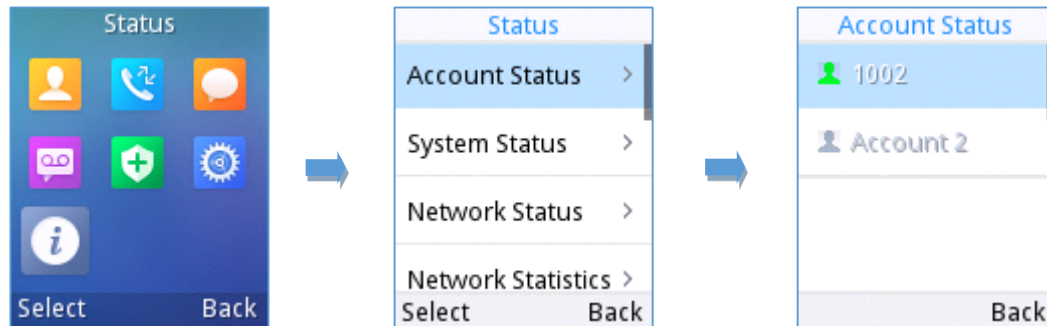 Status
Select Back
Status
Account Status
System Status
Network Status
Network Statistics
Select Back
Account Status
1002
Account 2
Back